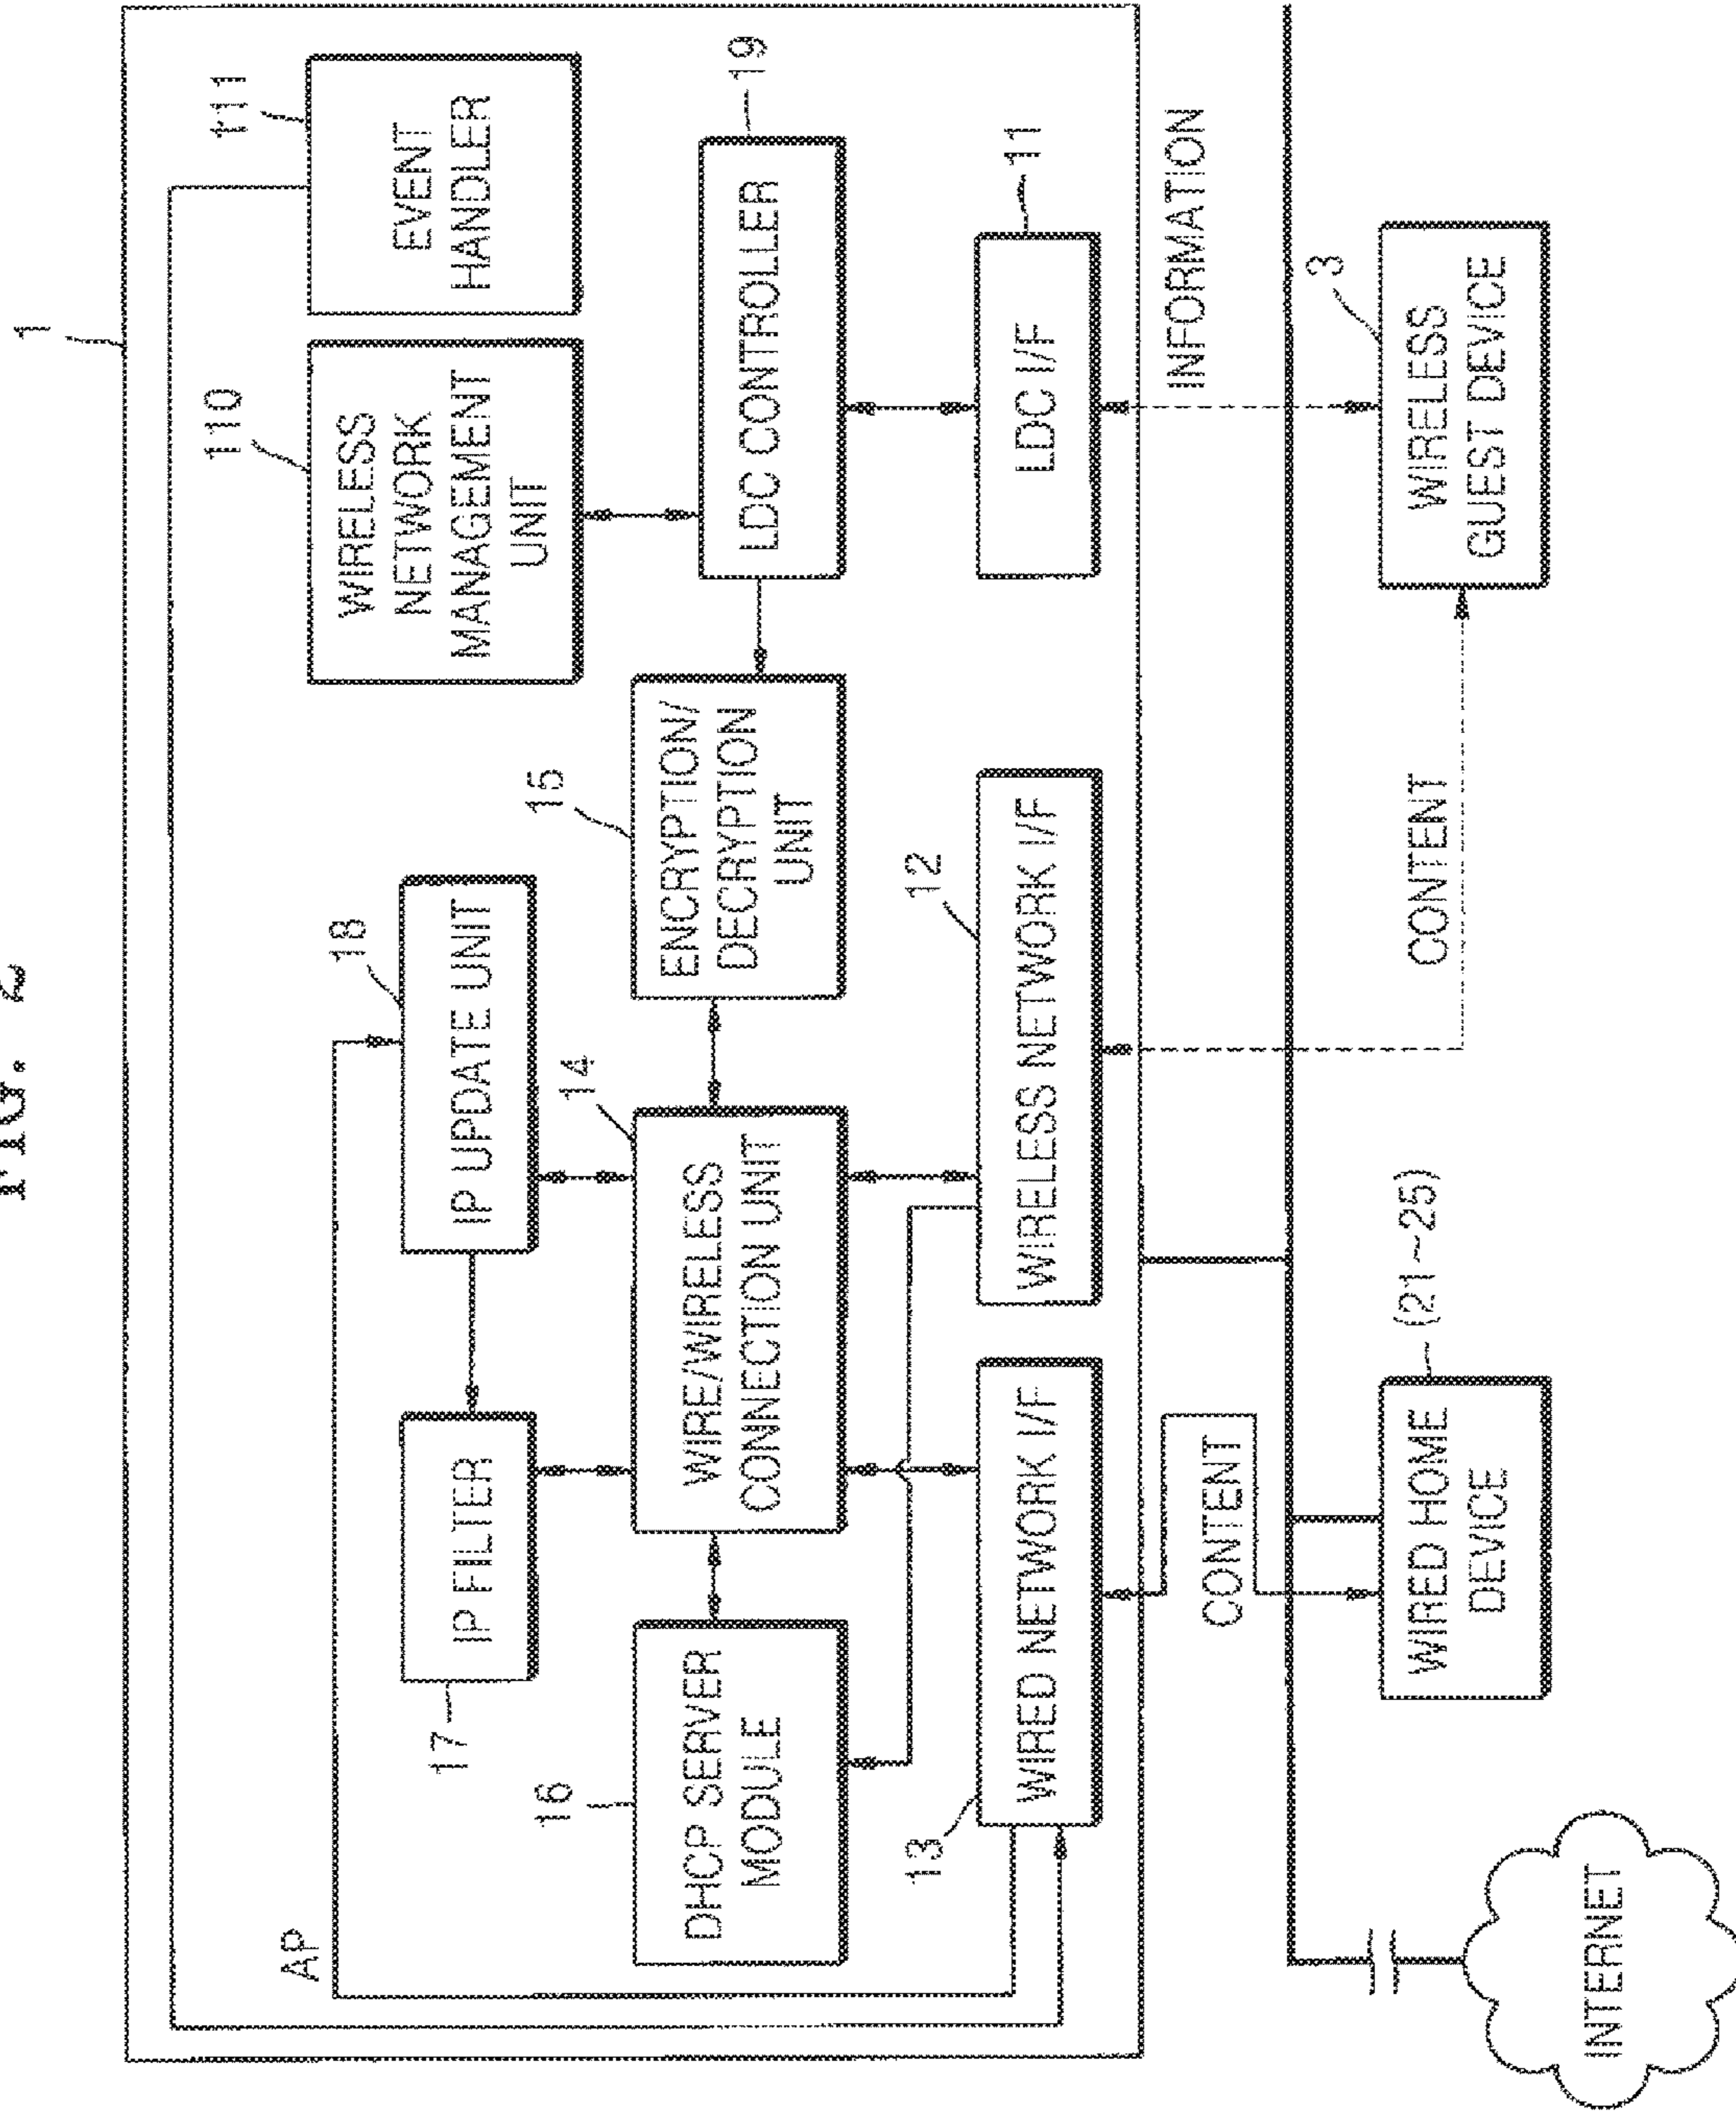 FIG. 2
1
AP
17
IP FILTER
18
IP UPDATE UNIT
110
WIRELESS
NETWORK
MANAGEMENT
UNIT
111
EVENT
HANDLER
16
DHCP SERVER
MODULE
14
WIRE/WIRELESS
CONNECTION UNIT
15
ENCRYPTION/
DECRYPTION
UNIT
LDC CONTROLLER
19
13
WIRED NETWORK I/F
12
WIRELESS NETWORK I/F
LDC I/F
11
CONTENT
INFORMATION
INTERNET
WIRED HOME
DEVICE
(21~25)
CONTENT
WIRELESS
GUEST DEVICE
3